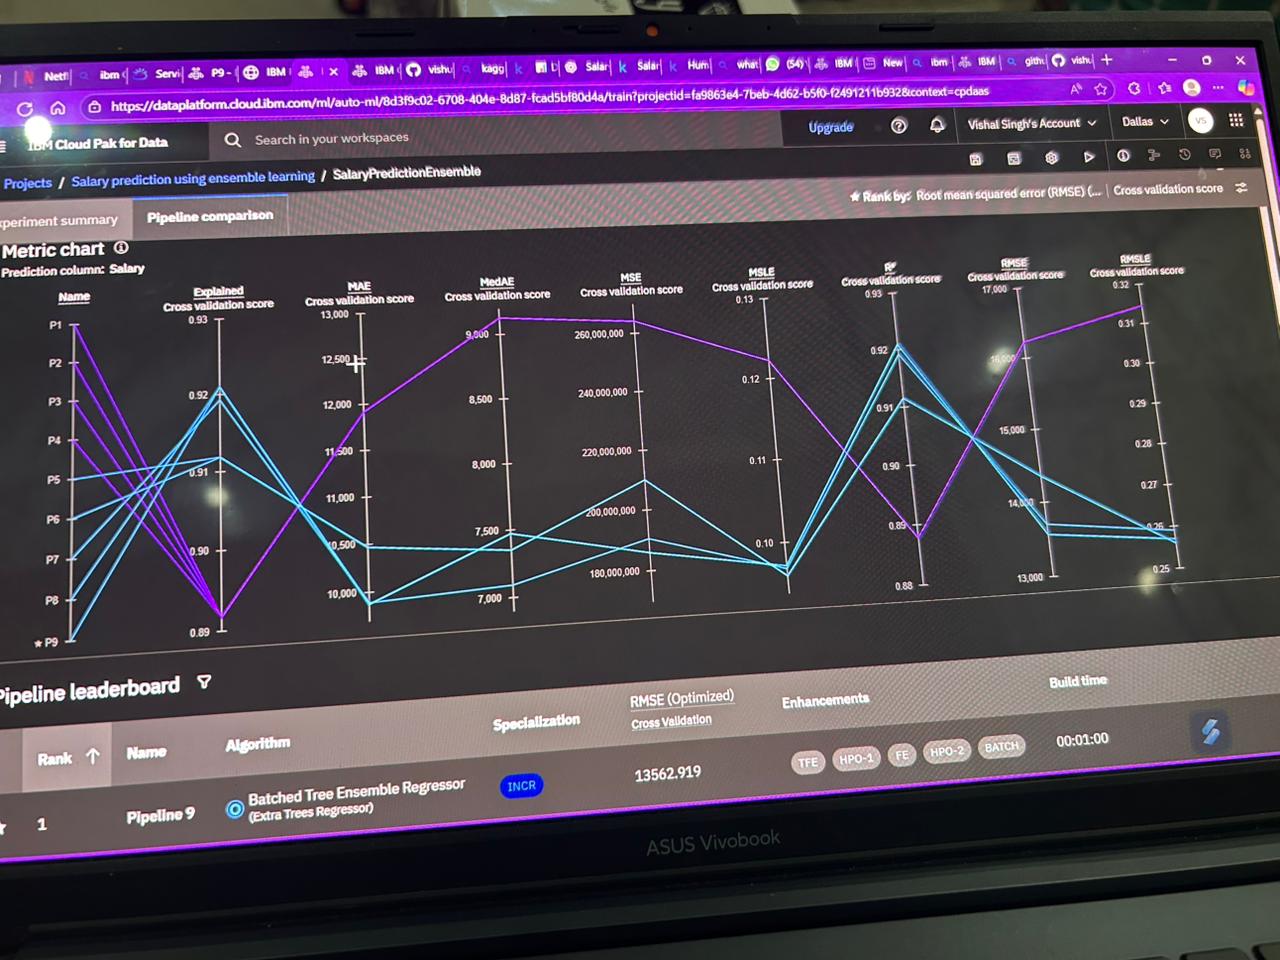 Netfl ibm Servi P9 - IBM IBM vishu kagg Salar Salar Hum what (54) IBM New ibm IBM githu vishu
https://dataplatform.cloud.ibm.com/ml/auto-ml/8d3f9c02-6708-404e-8d87-fcad5bf80d4a/train?projectid=fa9863e4-7beb-4d62-b5f0-f2491211b932&context=cpdaas
IBM Cloud Pak for Data
Search in your workspaces
Upgrade
Vishal Singh's Account
Dallas
VS
Projects / Salary prediction using ensemble learning / SalaryPredictionEnsemble
xperiment summary
Pipeline comparison
Rank by: Root mean squared error (RMSE) (... | Cross validation score
Metric chart
Prediction column: Salary
Name
P1
P2
P3
P4
P5
P6
P7
P8
P9
Explained
Cross validation score
0.93
0.92
0.91
0.90
0.89
MAE
Cross validation score
13,000
12,500
12,000
11,500
11,000
10,500
10,000
MedAE
Cross validation score
9,000
8,500
8,000
7,500
7,000
MSE
Cross validation score
260,000,000
240,000,000
220,000,000
200,000,000
180,000,000
MSLE
Cross validation score
0.13
0.12
0.11
0.10
R²
Cross validation score
0.93
0.92
0.91
0.90
0.89
0.88
RMSE
Cross validation score
17,000
16,000
15,000
14,000
13,000
RMSLE
Cross validation score
0.32
0.31
0.30
0.29
0.28
0.27
0.26
0.25
Pipeline leaderboard
Rank
Name
Algorithm
Specialization
RMSE (Optimized)
Cross Validation
Enhancements
Build time
1
Pipeline 9
Batched Tree Ensemble Regressor
(Extra Trees Regressor)
INCR
13562.919
TFE
HPO-1
FE
HPO-2
BATCH
00:01:00
ASUS Vivobook